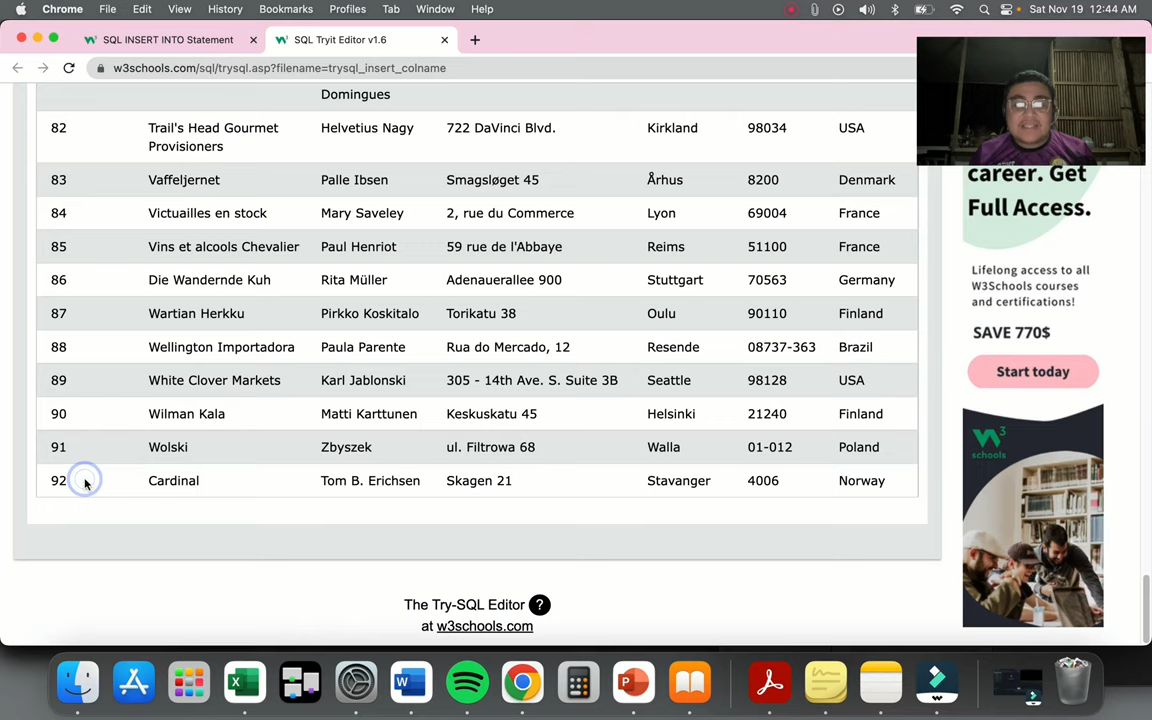 Chrome File Edit View History Bookmarks Profiles Tab Window Help Sat Nov 19 12:44 AM
SQL INSERT INTO Statement SQL Tryit Editor v1.6
w3schools.com/sql/trysql.asp?filename=trysql_insert_colname
Domingues
82 Trail's Head Gourmet Provisioners Helvetius Nagy 722 DaVinci Blvd. Kirkland 98034 USA
83 Vaffeljernet Palle Ibsen Smagsløget 45 Århus 8200 Denmark
84 Victuailles en stock Mary Saveley 2, rue du Commerce Lyon 69004 France
85 Vins et alcools Chevalier Paul Henriot 59 rue de l'Abbaye Reims 51100 France
86 Die Wandernde Kuh Rita Müller Adenauerallee 900 Stuttgart 70563 Germany
87 Wartian Herkku Pirkko Koskitalo Torikatu 38 Oulu 90110 Finland
88 Wellington Importadora Paula Parente Rua do Mercado, 12 Resende 08737-363 Brazil
89 White Clover Markets Karl Jablonski 305 - 14th Ave. S. Suite 3B Seattle 98128 USA
90 Wilman Kala Matti Karttunen Keskuskatu 45 Helsinki 21240 Finland
91 Wolski Zbyszek ul. Filtrowa 68 Walla 01-012 Poland
92 Cardinal Tom B. Erichsen Skagen 21 Stavanger 4006 Norway
The Try-SQL Editor ?
at w3schools.com
career. Get
Full Access.
Lifelong access to all
W3Schools courses
and certifications!
SAVE 770$
Start today
w3
schools